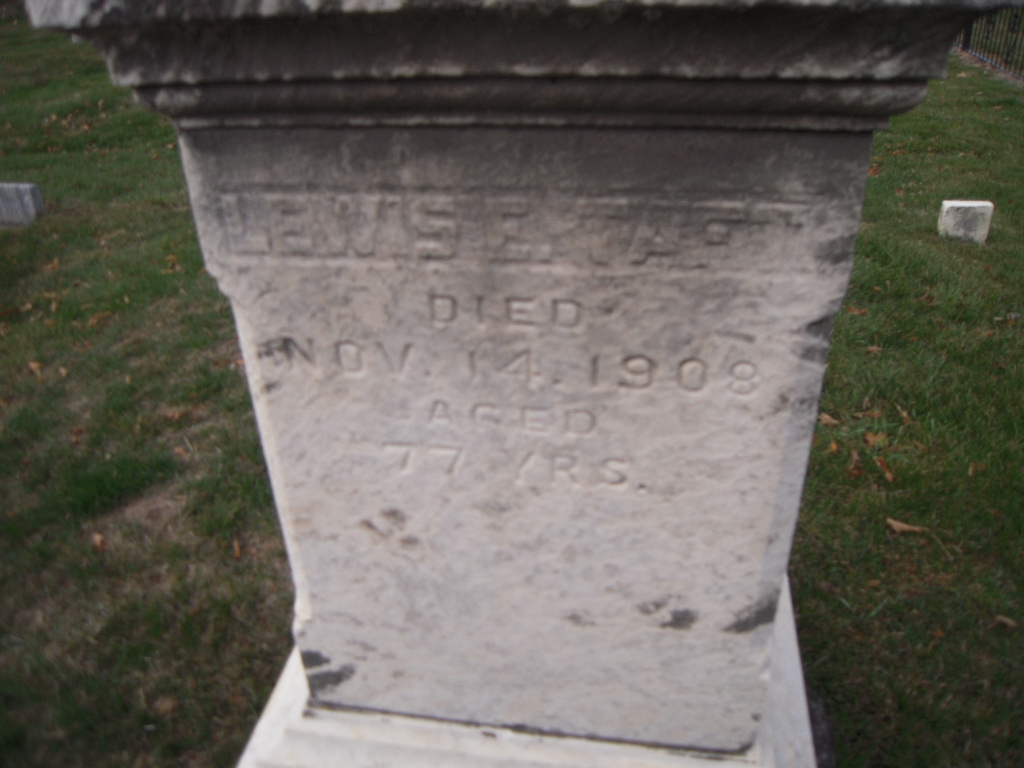 LEWIS E. TAFT
DIED
NOV. 14. 1908
AGED
77 YRS.